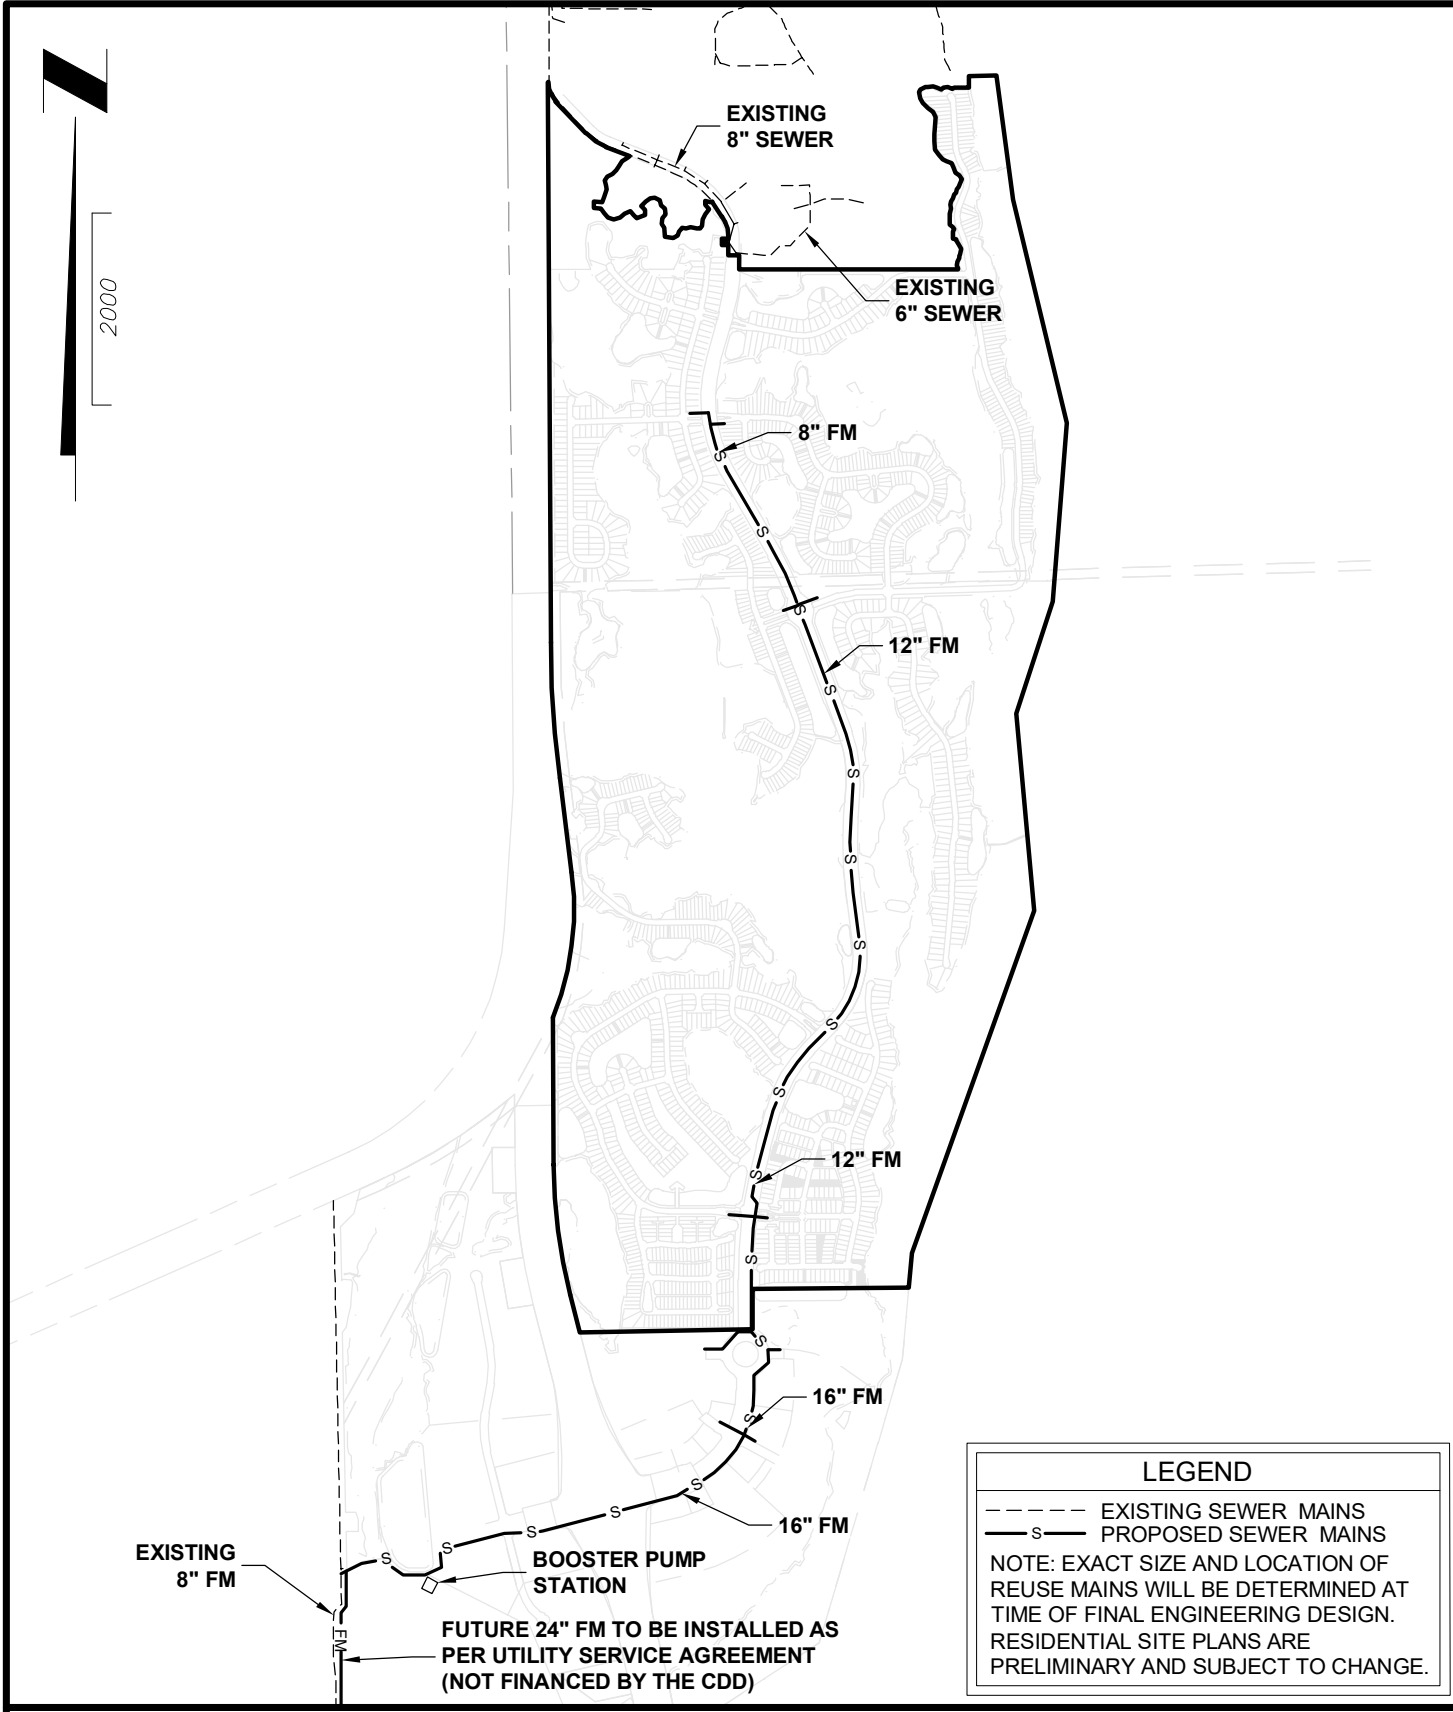 EXISTING
8" SEWER
2000
EXISTING
6" SEWER
8" FM
S
S
S
12" FM
S
S
S
S
S
S
12" FM
S
S
S
16" FM
S
S
16" FM
S
S
S
S
EXISTING
8" FM
BOOSTER PUMP
STATION
FM
FUTURE 24" FM TO BE INSTALLED AS
PER UTILITY SERVICE AGREEMENT
(NOT FINANCED BY THE CDD)
LEGEND
EXISTING SEWER MAINS
S PROPOSED SEWER MAINS
NOTE: EXACT SIZE AND LOCATION OF
REUSE MAINS WILL BE DETERMINED AT
TIME OF FINAL ENGINEERING DESIGN.
RESIDENTIAL SITE PLANS ARE
PRELIMINARY AND SUBJECT TO CHANGE.